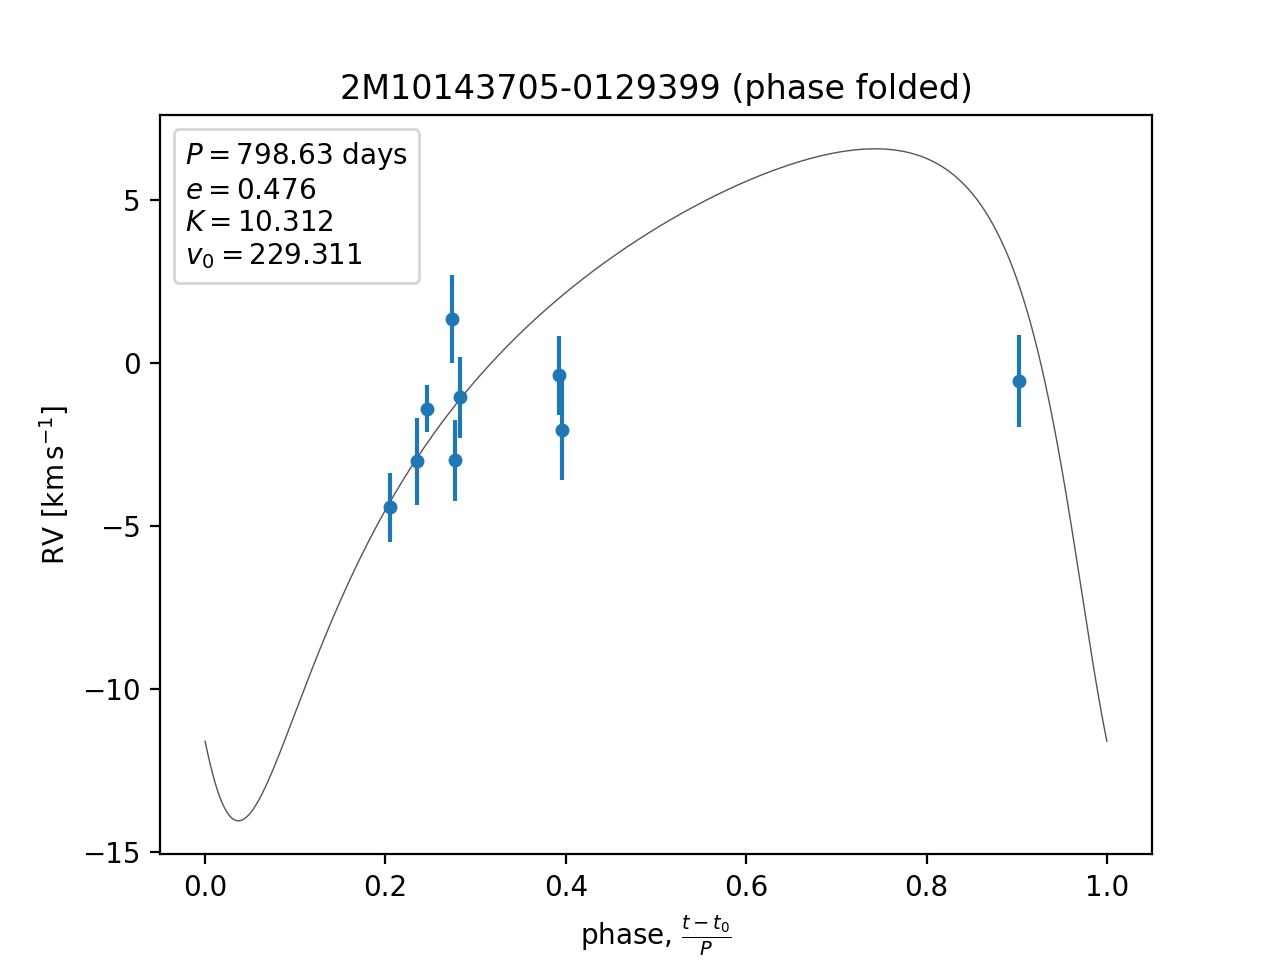 2M10143705-0129399 (phase folded)
P = 798.63 days
e = 0.476
K = 10.312
v₀ = 229.311
5
0
−5
−10
−15
RV [km s⁻¹]
0.0 0.2 0.4 0.6 0.8 1.0
phase, (t − t₀)/P